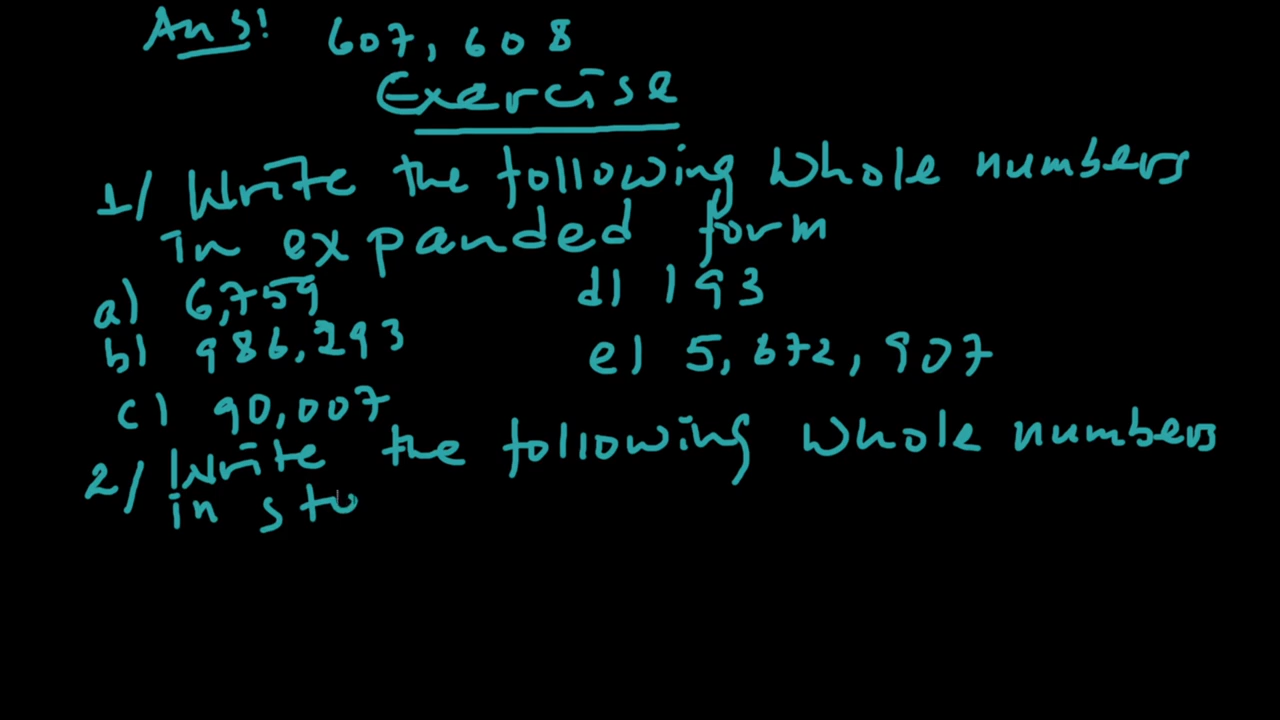 Ans! 607, 608
Exercise
1/ Write the following whole numbers
in expanded form
a) 6,759
d) 193
b) 986,293
e) 5,672,907
c) 90,007
2/ Write the following whole numbers
in sta